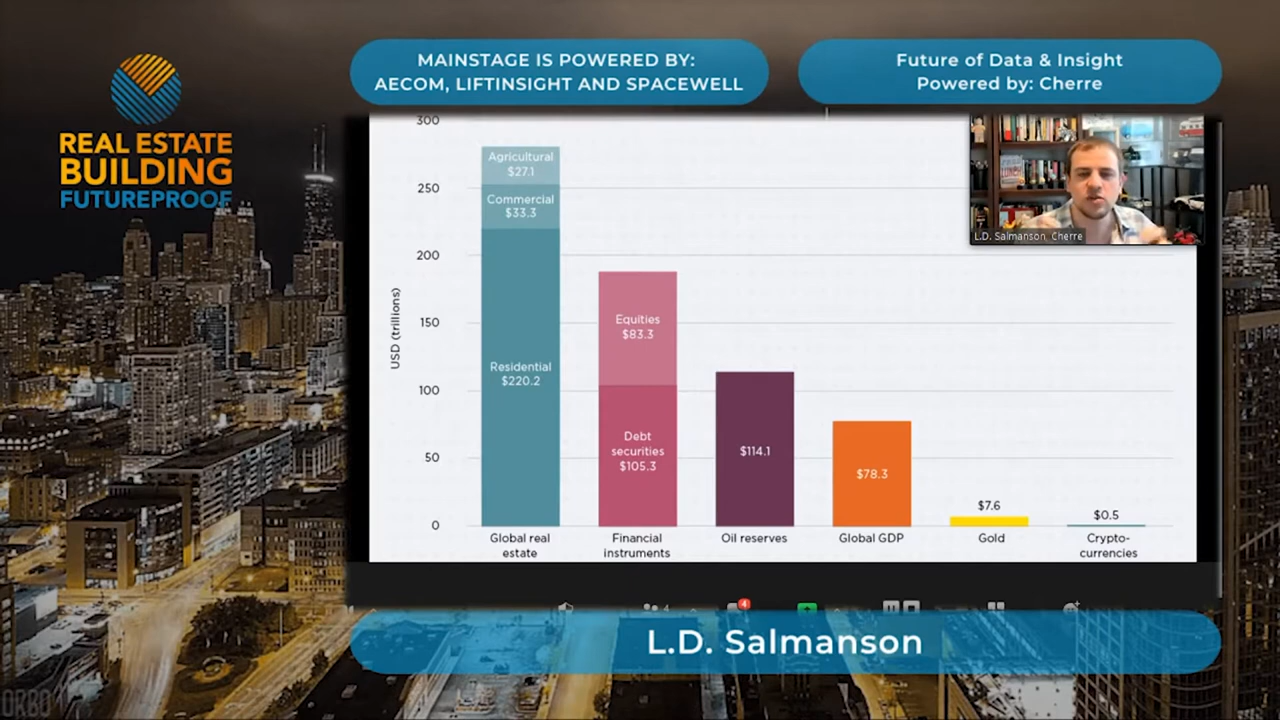 MAINSTAGE IS POWERED BY:
AECOM, LIFTINSIGHT AND SPACEWELL
Future of Data & Insight
Powered by: Cherre
REAL ESTATE
BUILDING
FUTUREPROOF
300
250
200
150
100
50
0
USD (trillions)
Agricultural
$27.1
Commercial
$33.3
Residential
$220.2
Equities
$83.3
Debt
securities
$105.3
$114.1
$78.3
$7.6
$0.5
Global real
estate
Financial
instruments
Oil reserves
Global GDP
Gold
Crypto-
currencies
L.D. Salmanson, Cherre
4
4
L.D. Salmanson
ORBO